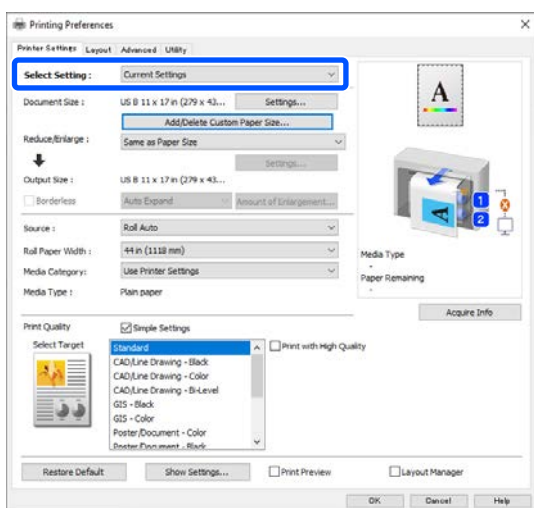 Printing Preferences
Printer Settings Layout Advanced Utility
Select Setting : Current Settings
Document Size : US B 11 x 17 in (279 x 43... Settings...
Add/Delete Custom Paper Size...
Reduce/Enlarge : Same as Paper Size
Settings...
Output Size : US B 11 x 17 in (279 x 43...
Borderless Auto Expand Amount of Enlargement...
Source : Roll Auto
Roll Paper Width : 44 in (1118 mm)
Media Category: Use Printer Settings
Media Type : Plain paper
A
1
2
Media Type
-
Paper Remaining
-
Acquire Info
Print Quality Simple Settings
Select Target
Standard
CAD/Line Drawing - Black
CAD/Line Drawing - Color
CAD/Line Drawing - Bi-Level
GIS - Black
GIS - Color
Poster/Document - Color
Poster/Document - Black
Print with High Quality
Restore Default Show Settings... Print Preview Layout Manager
OK Cancel Help